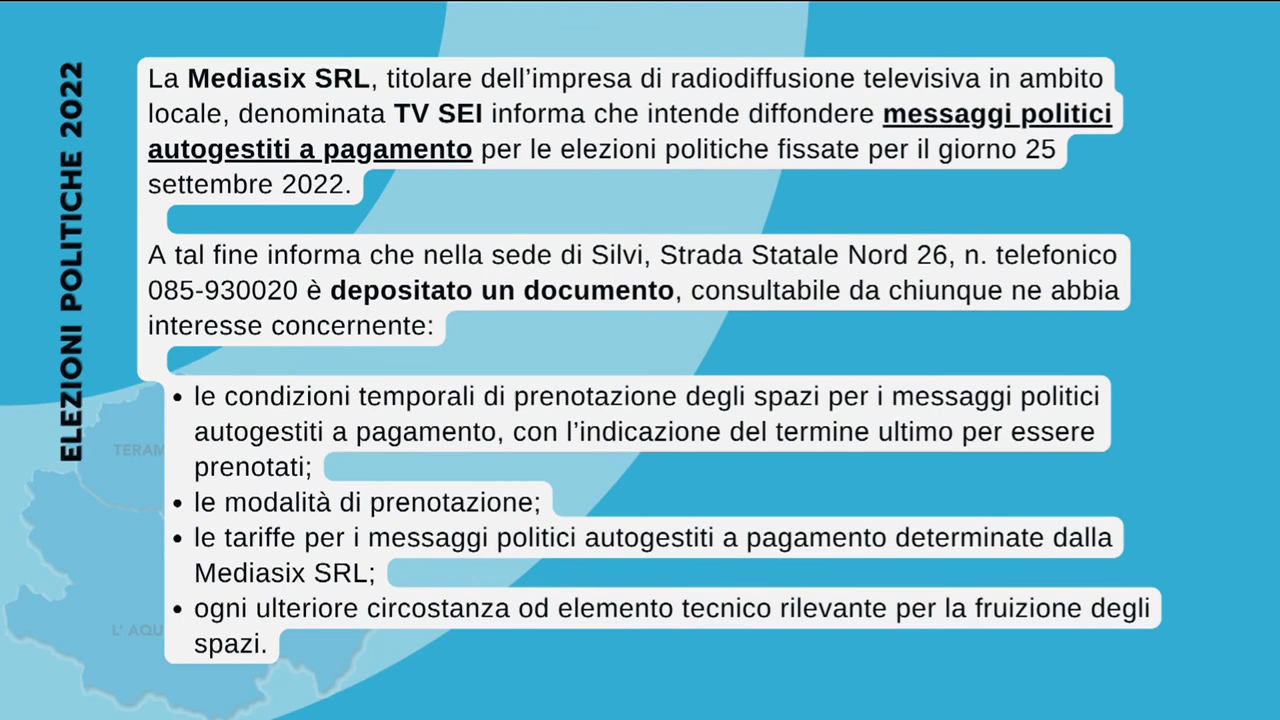 ELEZIONI POLITICHE 2022
La Mediasix SRL, titolare dell’impresa di radiodiffusione televisiva in ambito
locale, denominata TV SEI informa che intende diffondere messaggi politici
autogestiti a pagamento per le elezioni politiche fissate per il giorno 25
settembre 2022.
A tal fine informa che nella sede di Silvi, Strada Statale Nord 26, n. telefonico
085-930020 è depositato un documento, consultabile da chiunque ne abbia
interesse concernente:
• le condizioni temporali di prenotazione degli spazi per i messaggi politici
autogestiti a pagamento, con l’indicazione del termine ultimo per essere
prenotati;
• le modalità di prenotazione;
• le tariffe per i messaggi politici autogestiti a pagamento determinate dalla
Mediasix SRL;
• ogni ulteriore circostanza od elemento tecnico rilevante per la fruizione degli
spazi.
TERAM
L' AQU